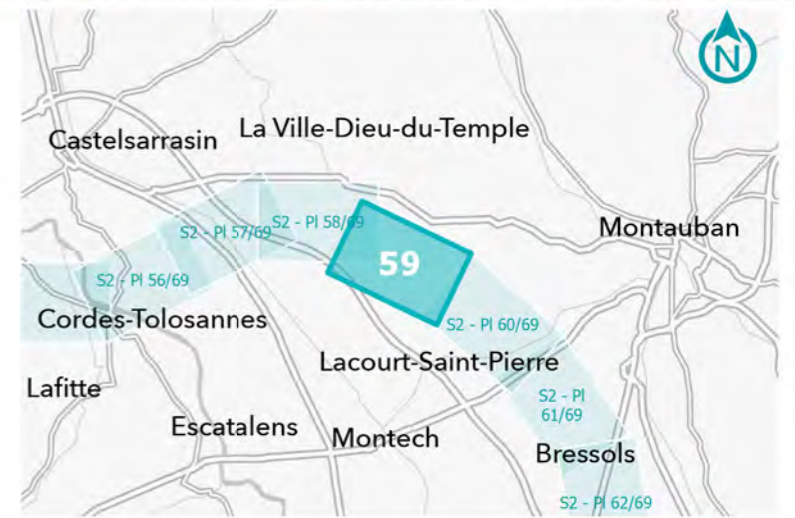 N
La Ville-Dieu-du-Temple
Castelsarrasin
S2 - Pl 58/69
S2 - Pl 57/69
Montauban
59
S2 - Pl 56/69
Cordes-Tolosannes
S2 - Pl 60/69
Lacourt-Saint-Pierre
Lafitte
S2 - Pl
61/69
Escatalens
Montech
Bressols
S2 - Pl 62/69